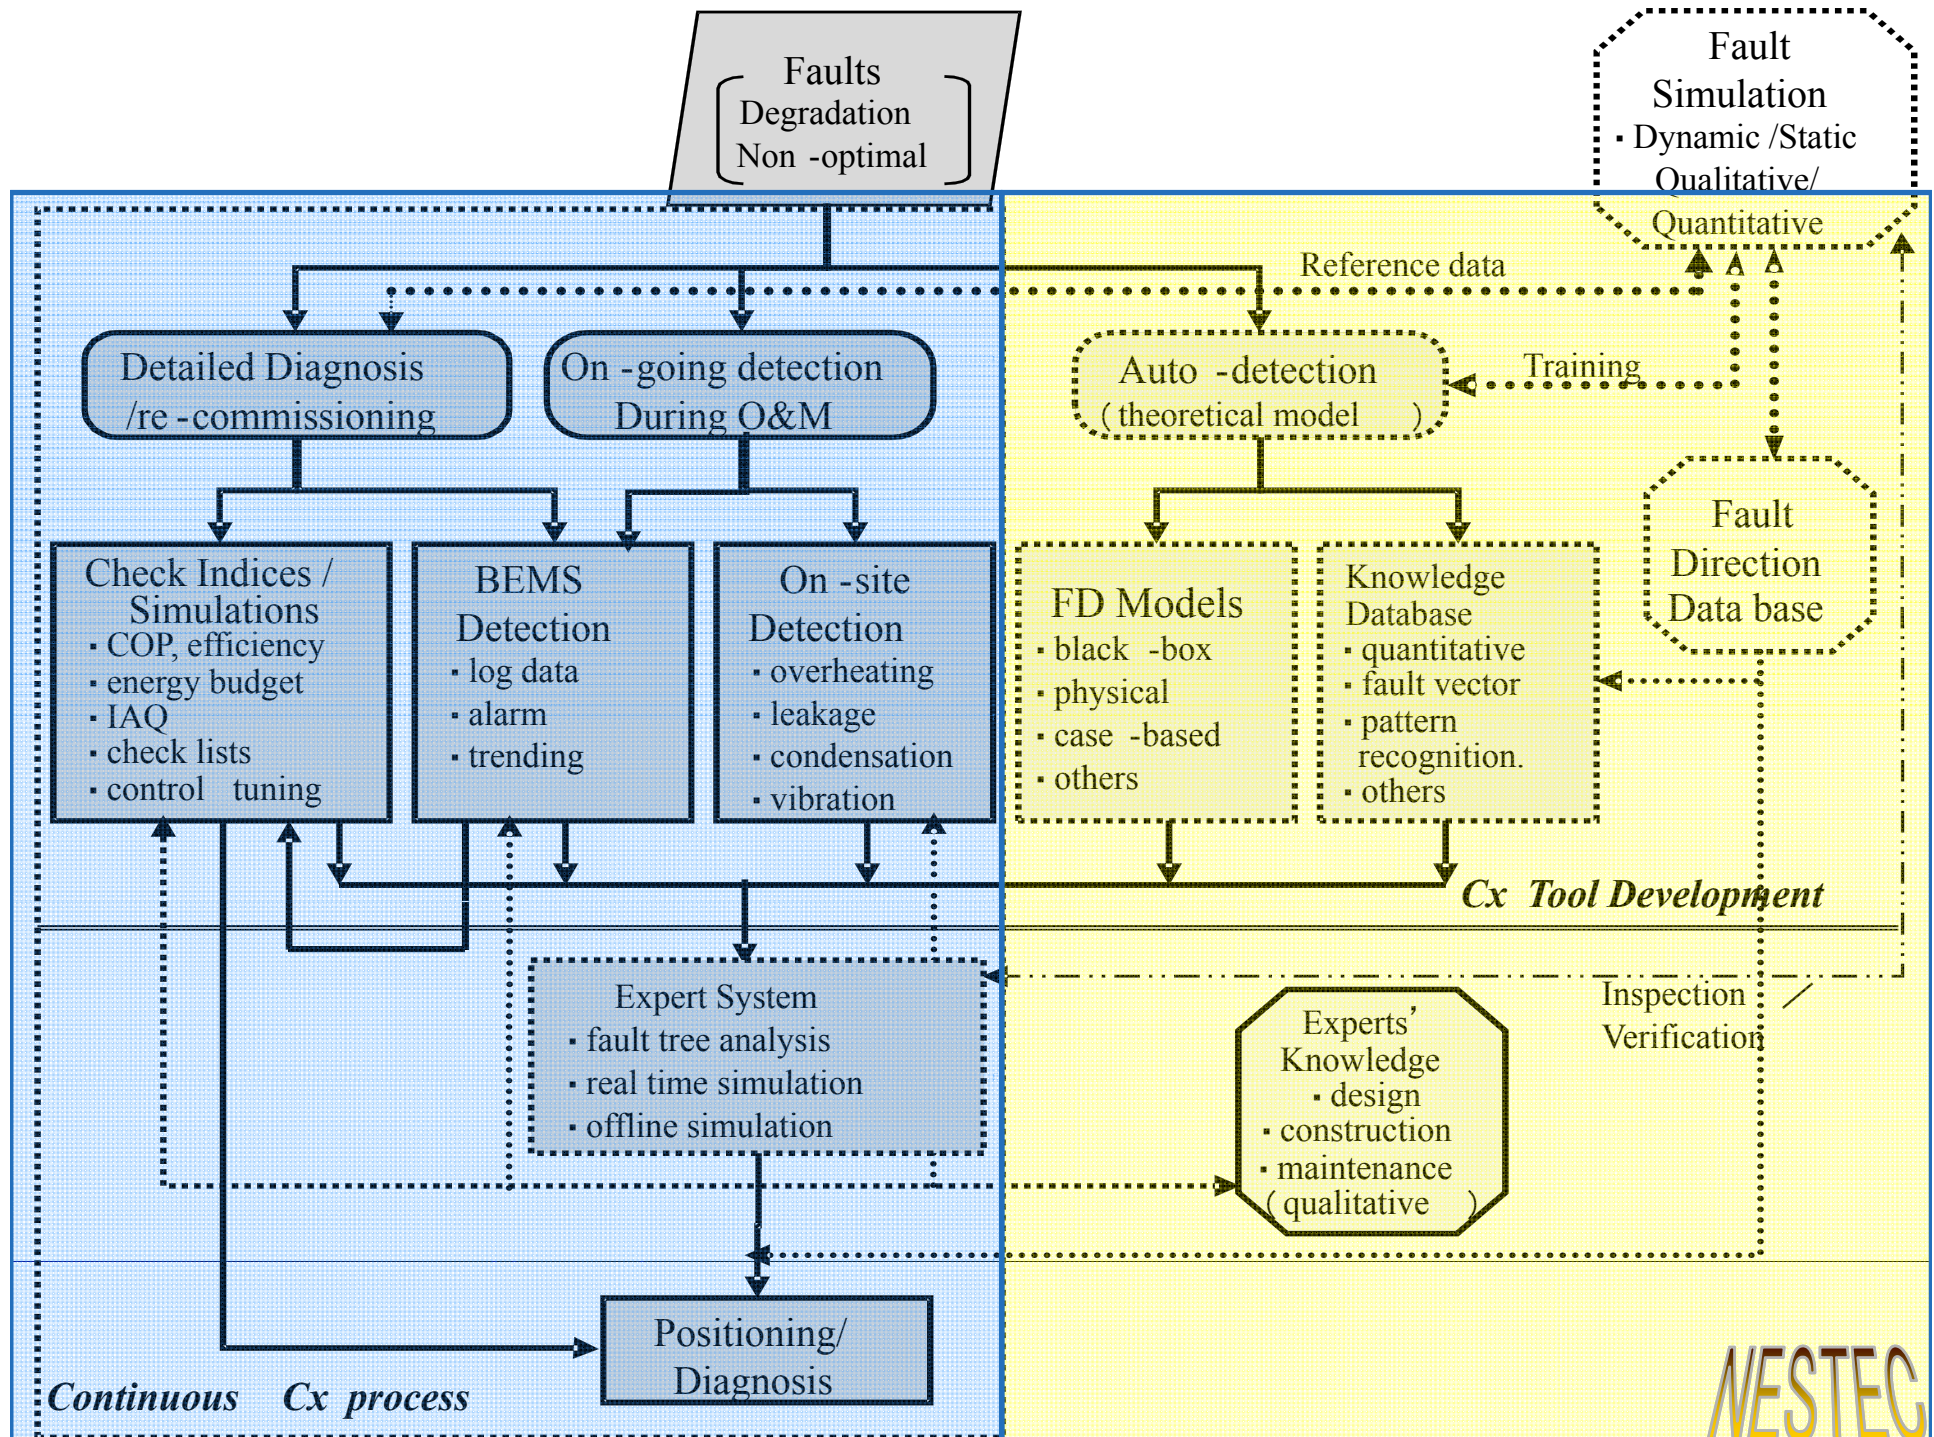 Faults
Degradation
Non -optimal
Fault
Simulation
▪ Dynamic /Static
Qualitative/
Quantitative
Reference data
Detailed Diagnosis
/re -commissioning
On -going detection
During O&M
Auto -detection
( theoretical model )
Training
Check Indices /
Simulations
▪ COP, efficiency
▪ energy budget
▪ IAQ
▪ check lists
▪ control tuning
BEMS
Detection
▪ log data
▪ alarm
▪ trending
On -site
Detection
▪ overheating
▪ leakage
▪ condensation
▪ vibration
FD Models
▪ black -box
▪ physical
▪ case -based
▪ others
Knowledge
Database
▪ quantitative
▪ fault vector
▪ pattern
recognition.
▪ others
Fault
Direction
Data base
Cx Tool Development
Expert System
▪ fault tree analysis
▪ real time simulation
▪ offline simulation
Experts’
Knowledge
▪ design
▪ construction
▪ maintenance
( qualitative )
Inspection /
Verification
Positioning/
Diagnosis
Continuous Cx process
NESTEC